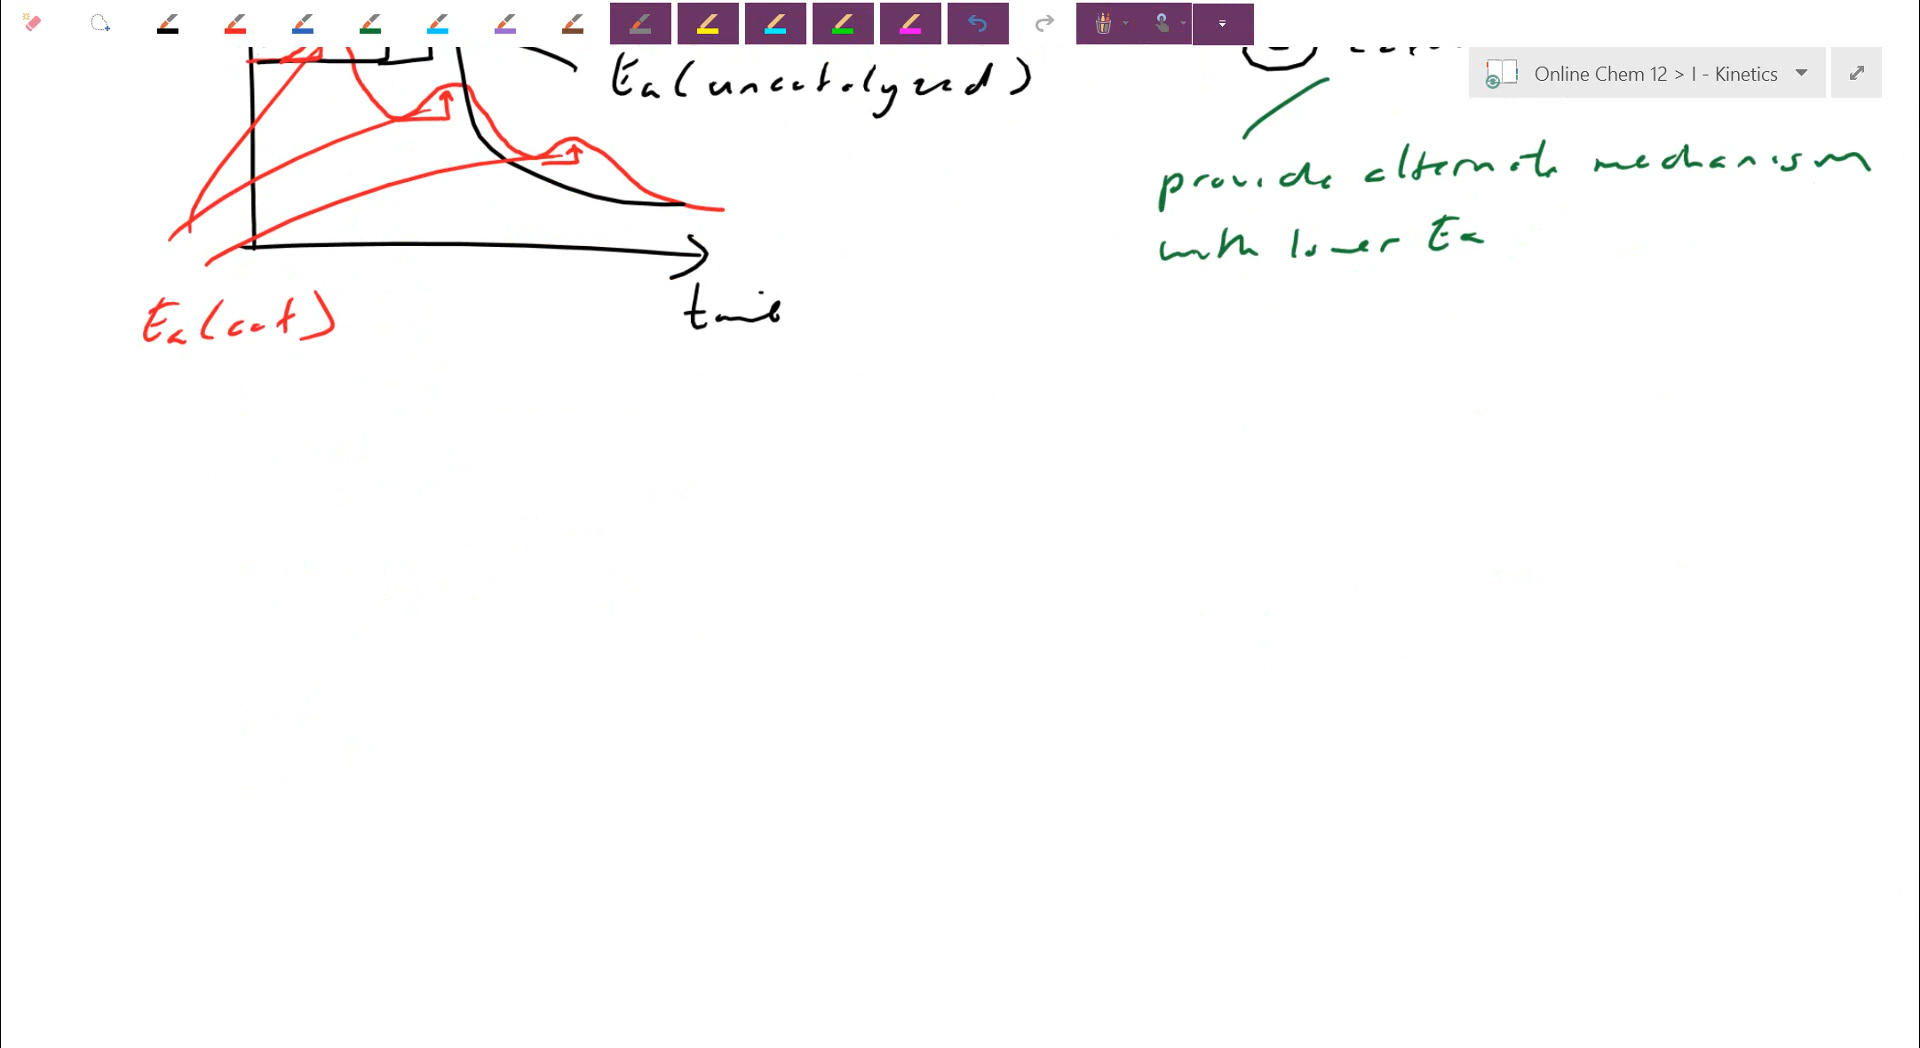 Online Chem 12 > I - Kinetics
Ea (uncatalyzed)
provide alternate mechanism
with lower Ea
Ea (cat)
time